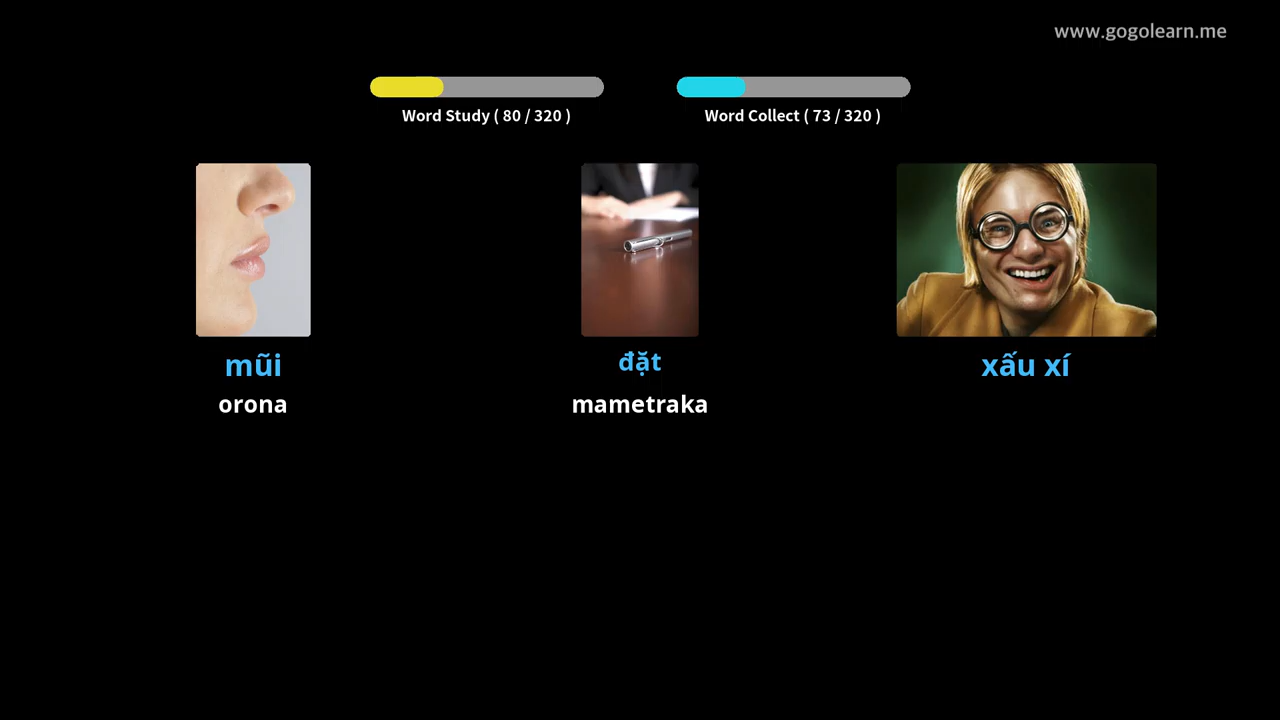 www.gogolearn.me
Word Study ( 80 / 320 )
Word Collect ( 73 / 320 )
mũi
orona
đặt
mametraka
xấu xí